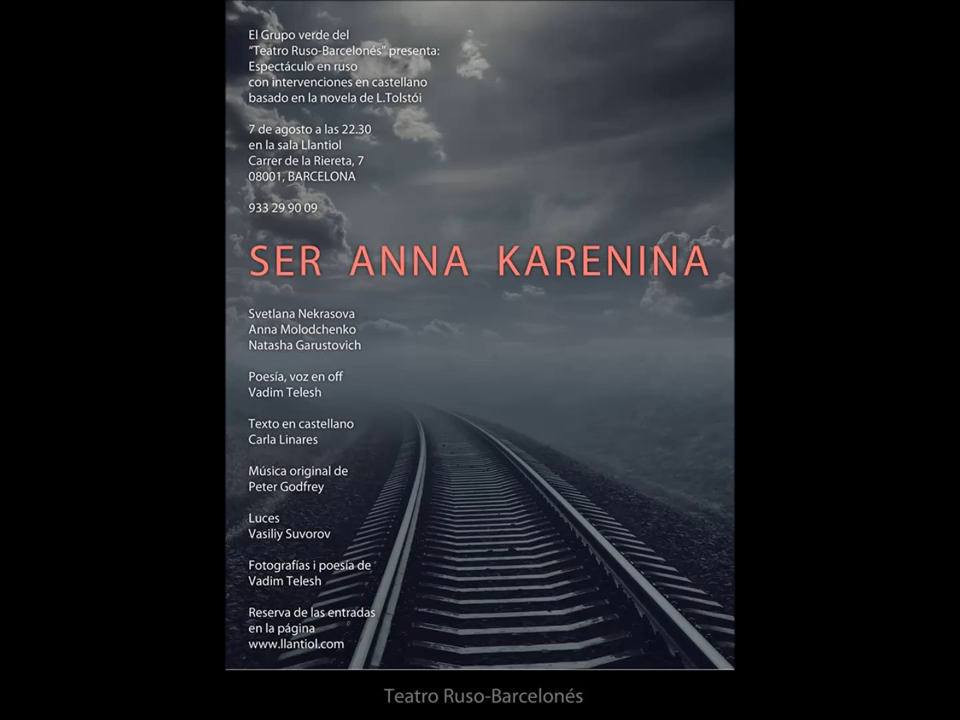 El Grupo verde del
"Teatro Ruso-Barcelonés" presenta:
Espectáculo en ruso
con intervenciones en castellano
basado en la novela de L.Tolstói
7 de agosto a las 22.30
en la sala Llantiol
Carrer de la Riereta, 7
08001, BARCELONA
933 29 90 09
SER ANNA KARENINA
Svetlana Nekrasova
Anna Molodchenko
Natasha Garustovich
Poesía, voz en off
Vadim Telesh
Texto en castellano
Carla Linares
Música original de
Peter Godfrey
Luces
Vasiliy Suvorov
Fotografías i poesía de
Vadim Telesh
Reserva de las entradas
en la página
www.llantiol.com
Teatro Ruso-Barcelonés